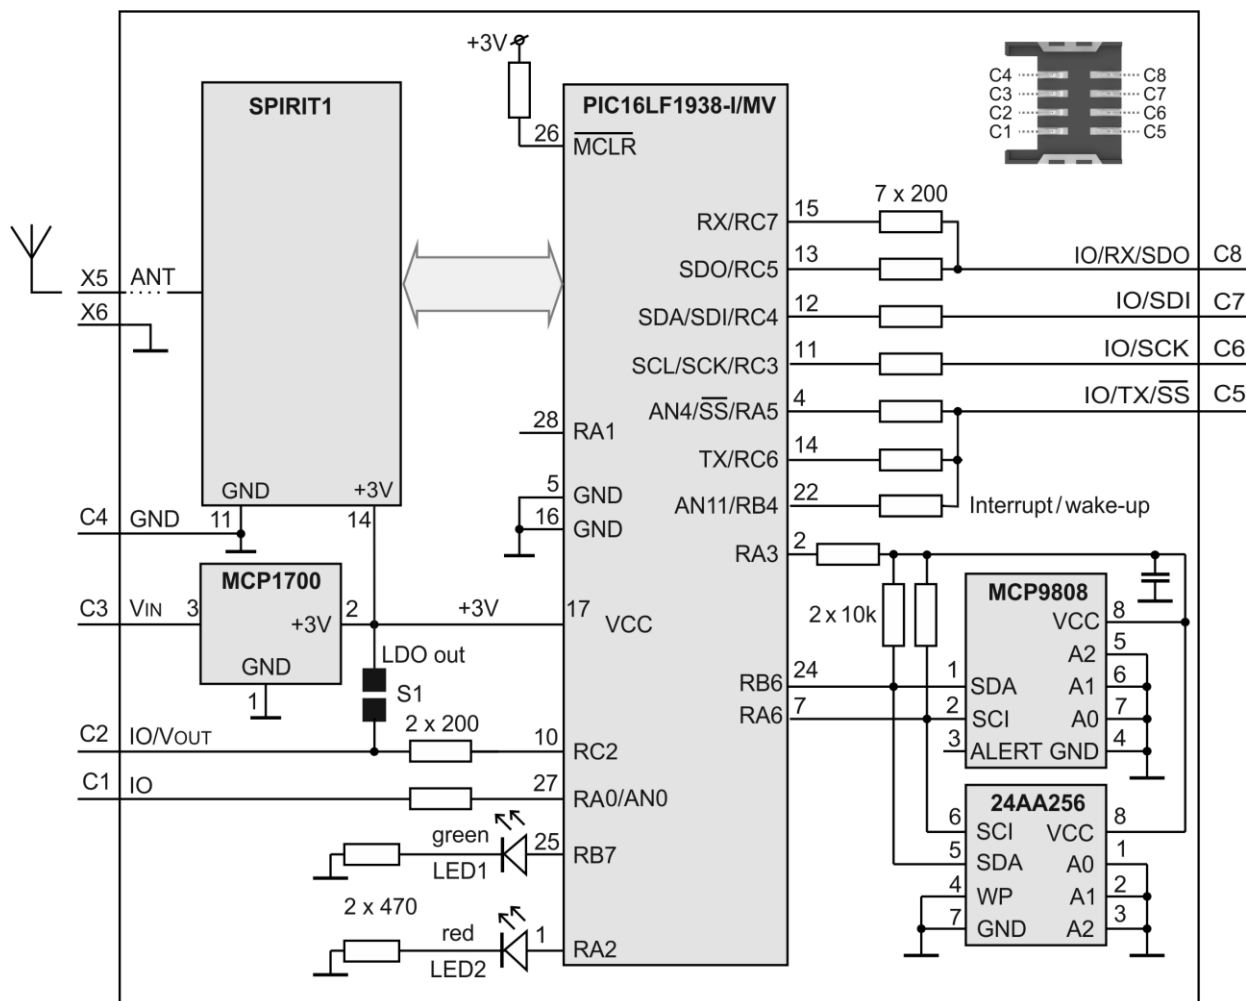 +3V
C4 C8
C3 C7
C2 C6
C1 C5
SPIRIT1
PIC16LF1938-I/MV
26 MCLR
7 x 200
RX/RC7 15
SDO/RC5 13 IO/RX/SDO C8
SDA/SDI/RC4 12 IO/SDI C7
SCL/SCK/RC3 11 IO/SCK C6
AN4/SS/RA5 4 IO/TX/SS C5
TX/RC6 14
AN11/RB4 22 Interrupt/wake-up
RA3 2
X5 ANT
X6
28 RA1
5 GND
16 GND
GND +3V
11 14
C4 GND
MCP1700
C3 VIN 3 +3V 2 +3V 17 VCC
GND
1
LDO out
S1
2 x 200
C2 IO/VOUT 10 RC2
C1 IO 27 RA0/AN0
green
LED1 25 RB7
2 x 470
red
LED2 1 RA2
2 x 10k
RB6 24
RA6 7
MCP9808
VCC 8
A2 5
1 SDA A1 6
2 SCI A0 7
3 ALERT GND 4
24AA256
6 SCI VCC 8
5 SDA A0 1
4 WP A1 2
7 GND A2 3